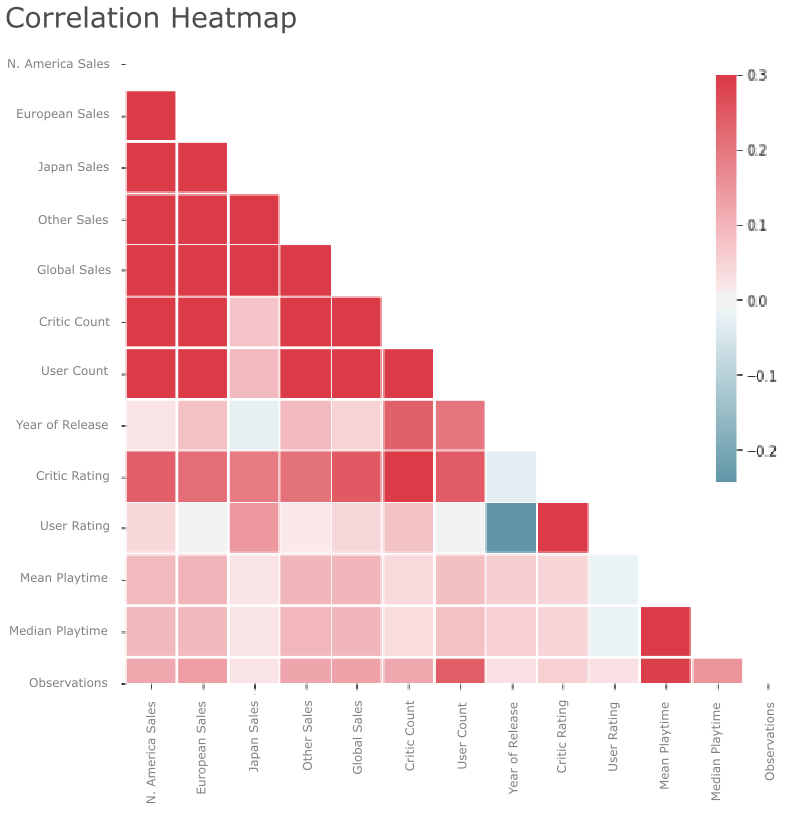 Correlation Heatmap
N. America Sales
European Sales
Japan Sales
Other Sales
Global Sales
Critic Count
User Count
Year of Release
Critic Rating
User Rating
Mean Playtime
Median Playtime
Observations
0.3
0.2
0.1
0.0
−0.1
−0.2
N. America Sales
European Sales
Japan Sales
Other Sales
Global Sales
Critic Count
User Count
Year of Release
Critic Rating
User Rating
Mean Playtime
Median Playtime
Observations